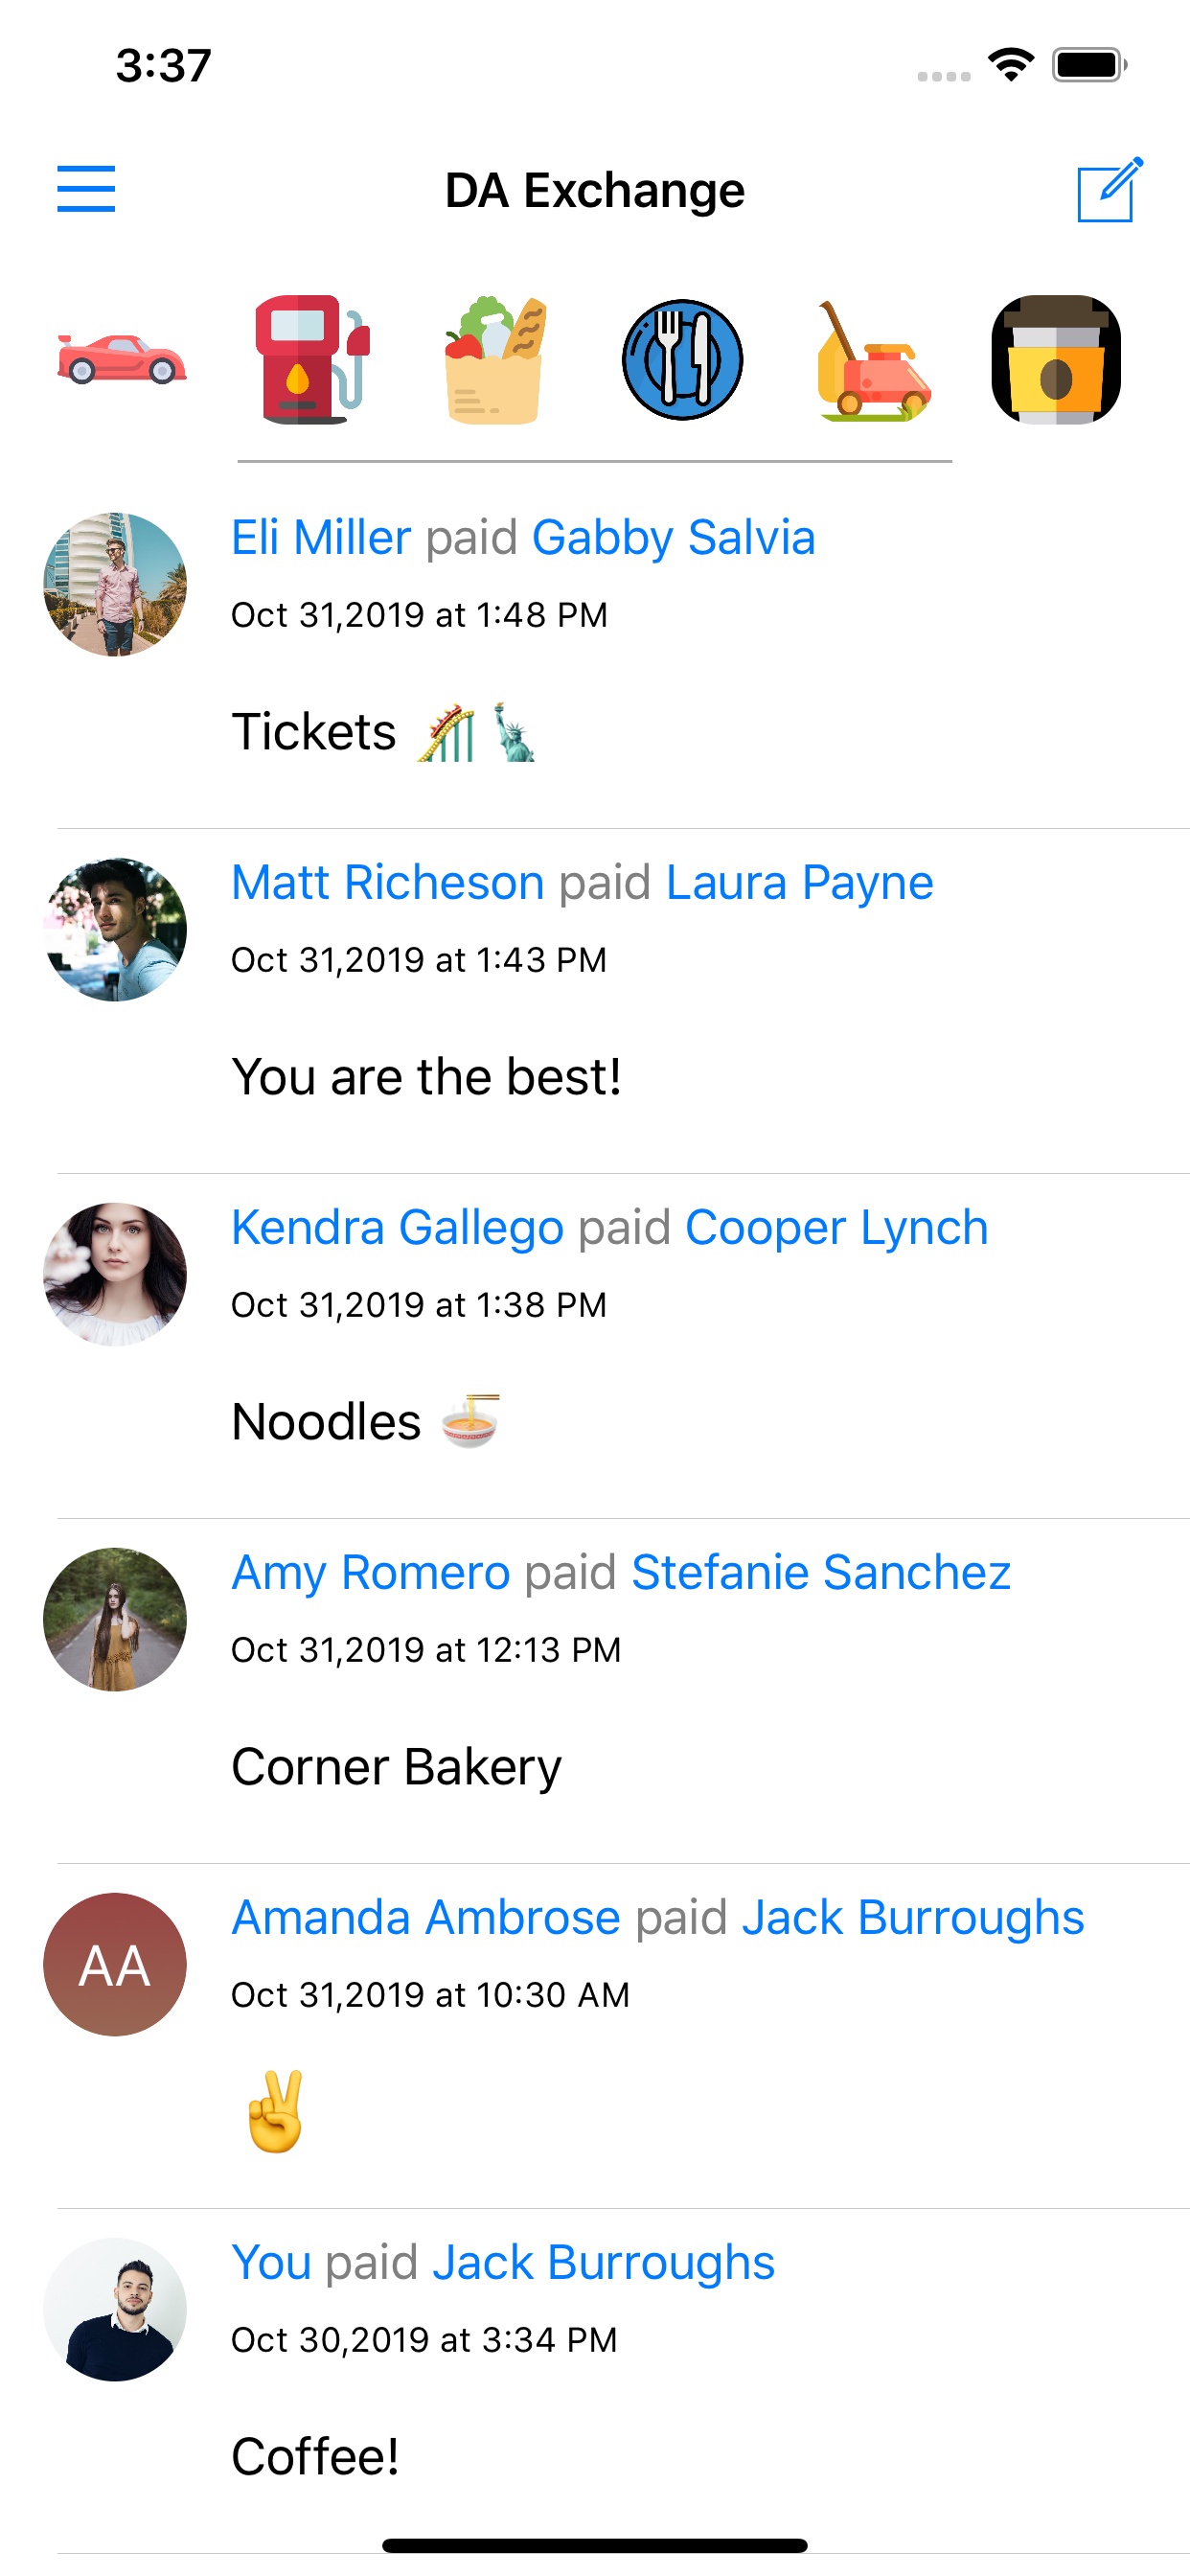 3:37
DA Exchange
Eli Miller paid Gabby Salvia
Oct 31,2019 at 1:48 PM
Tickets 🎢🗽
Matt Richeson paid Laura Payne
Oct 31,2019 at 1:43 PM
You are the best!
Kendra Gallego paid Cooper Lynch
Oct 31,2019 at 1:38 PM
Noodles 🍜
Amy Romero paid Stefanie Sanchez
Oct 31,2019 at 12:13 PM
Corner Bakery
Amanda Ambrose paid Jack Burroughs
AA
Oct 31,2019 at 10:30 AM
✌️
You paid Jack Burroughs
Oct 30,2019 at 3:34 PM
Coffee!